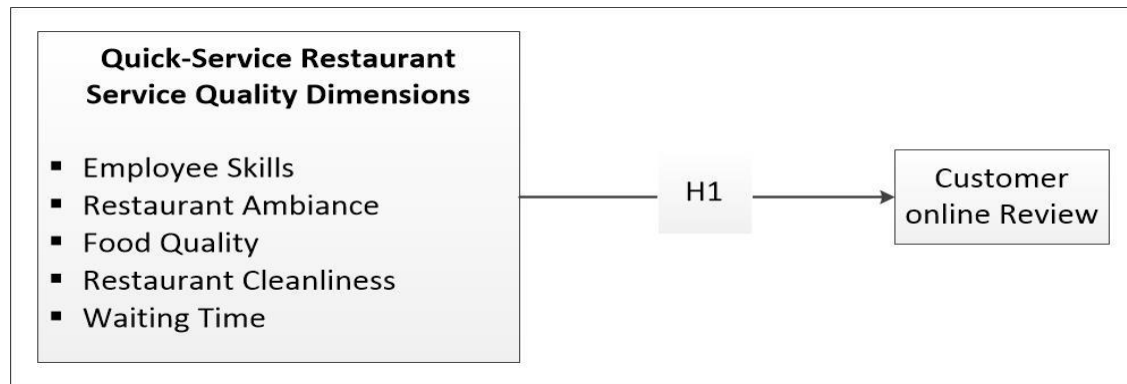 Quick-Service Restaurant
Service Quality Dimensions
▪ Employee Skills
▪ Restaurant Ambiance
▪ Food Quality
▪ Restaurant Cleanliness
▪ Waiting Time
H1
Customer
online Review